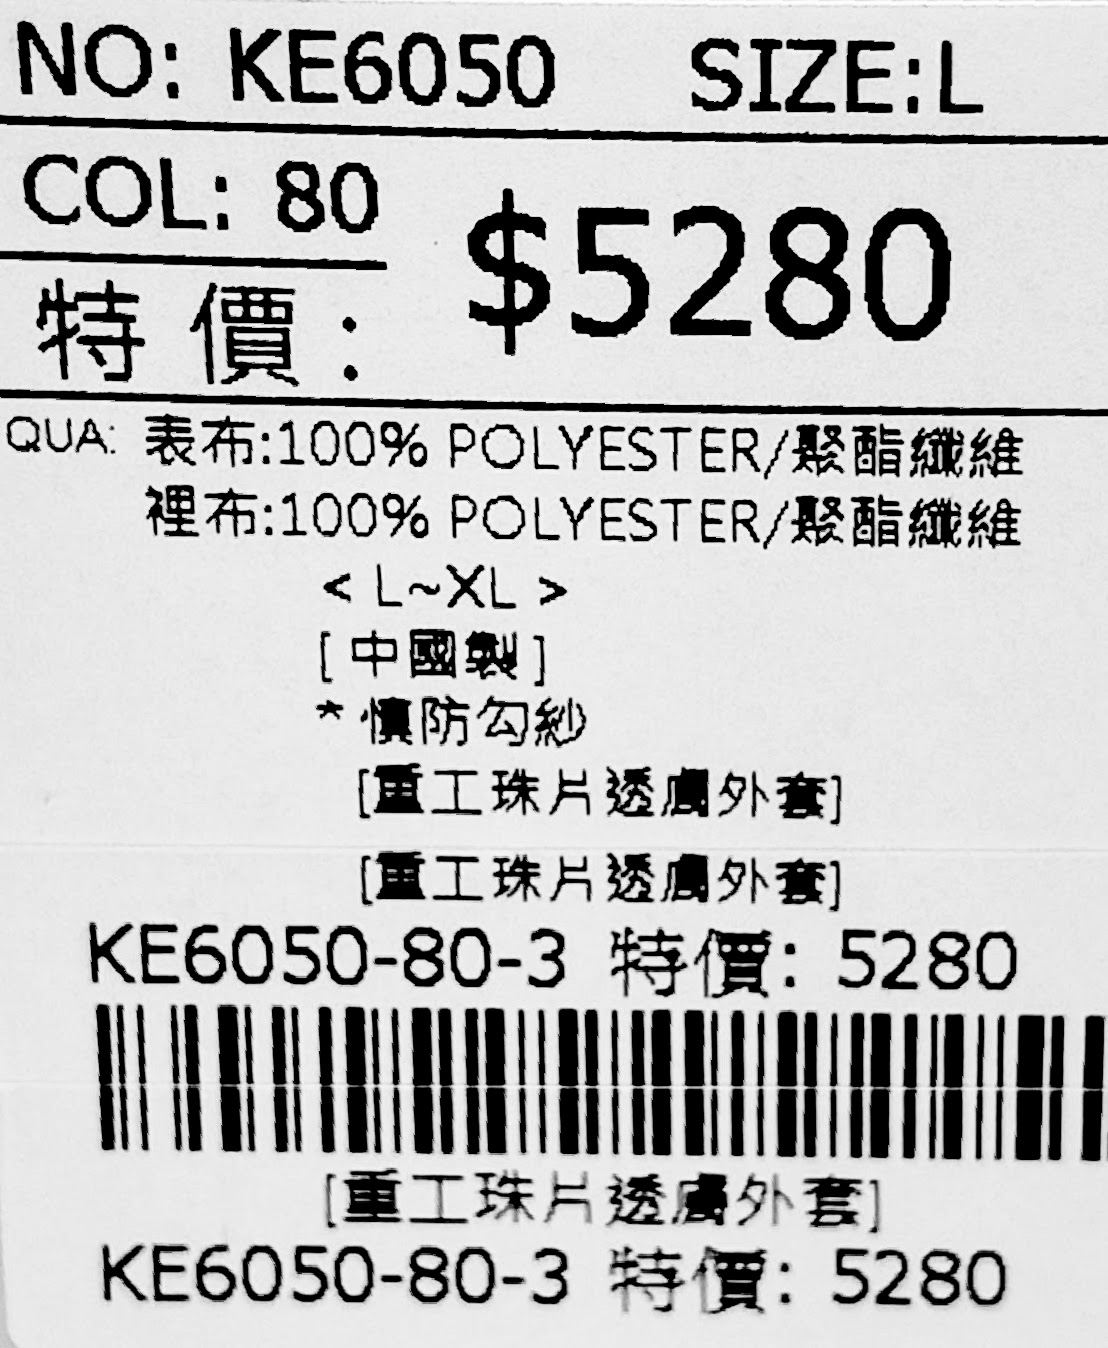 NO: KE6050 SIZE:L
COL: 80
$5280
特價:
QUA: 表布:100% POLYESTER/聚酯纖維
裡布:100% POLYESTER/聚酯纖維
< L~XL >
[ 中國製 ]
* 慎防勾紗
[重工珠片透膚外套]
[重工珠片透膚外套]
KE6050-80-3 特價: 5280
[重工珠片透膚外套]
KE6050-80-3 特價: 5280